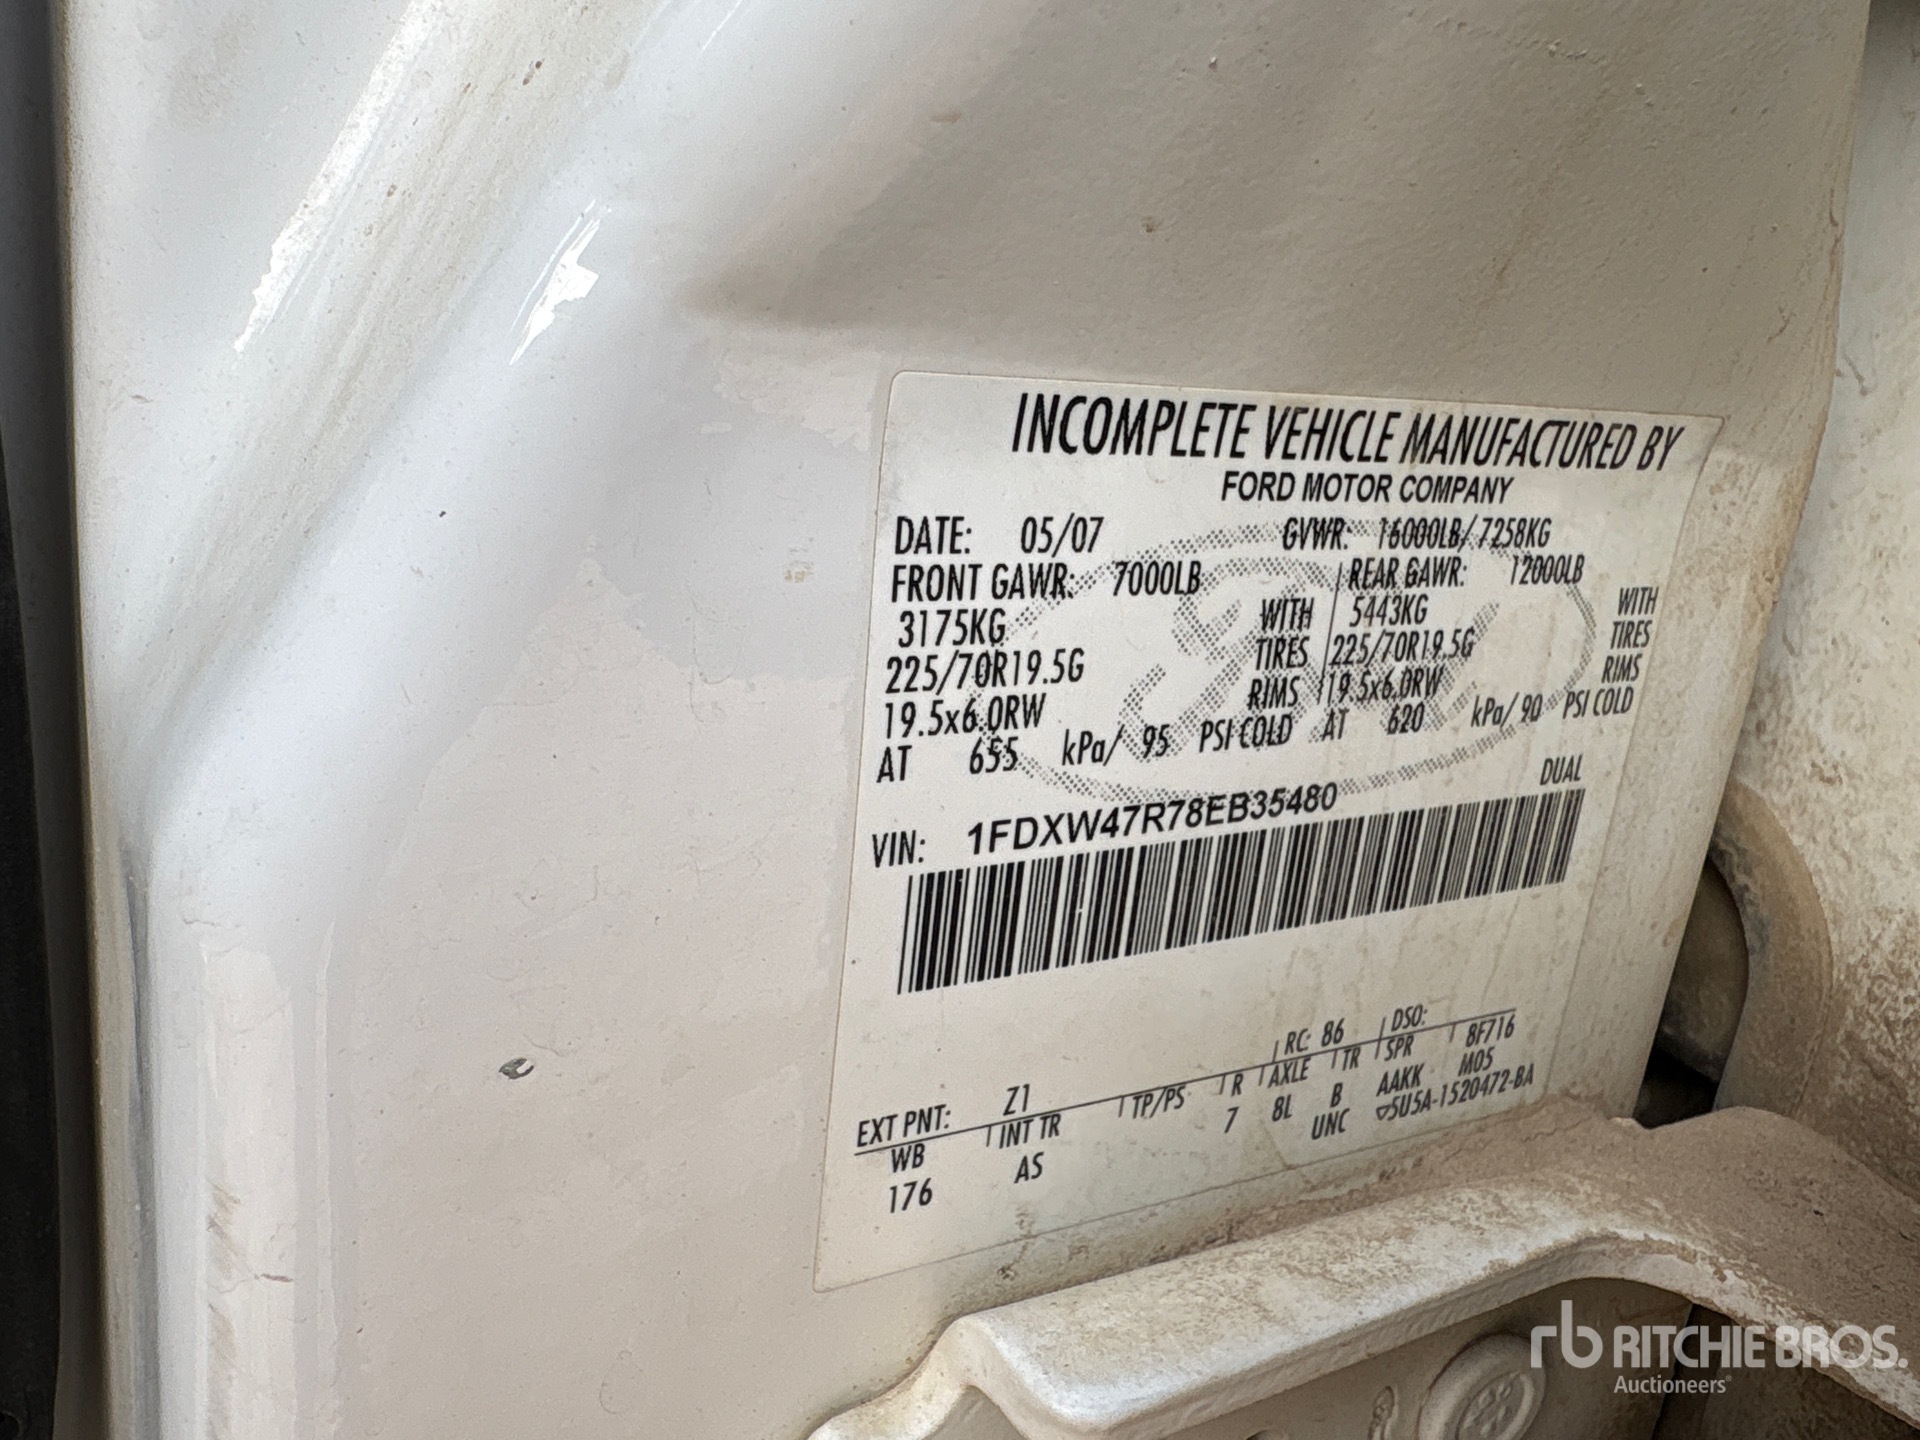 INCOMPLETE VEHICLE MANUFACTURED BY
FORD MOTOR COMPANY
DATE: 05/07 GVWR: 16000LB/ 7258KG
FRONT GAWR: 7000LB REAR GAWR: 12000LB
3175KG WITH 5443KG WITH
225/70R19.5G TIRES 225/70R19.5G TIRES
19.5x6.0RW RIMS 19.5x6.0RW RIMS
AT 655 kPa/ 95 PSI COLD AT 620 kPa/ 90 PSI COLD
VIN: 1FDXW47R78EB35480 DUAL
EXT PNT: Z1 RC: 86 DSO:
WB INT TR TP/PS R AXLE TR SPR 8F716
176 AS 7 8L B AAKK M05
UNC ▽5U5A-1520472-BA
rb RITCHIE BROS.
Auctioneers